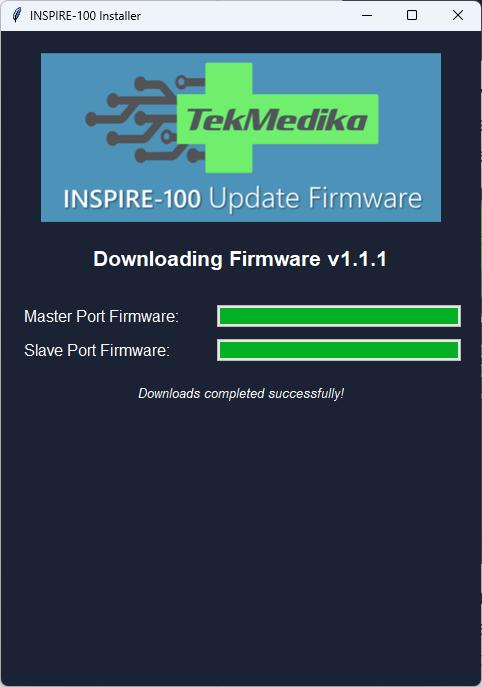 INSPIRE-100 Installer
TekMedika
INSPIRE-100 Update Firmware
Downloading Firmware v1.1.1
Master Port Firmware:
Slave Port Firmware:
Downloads completed successfully!